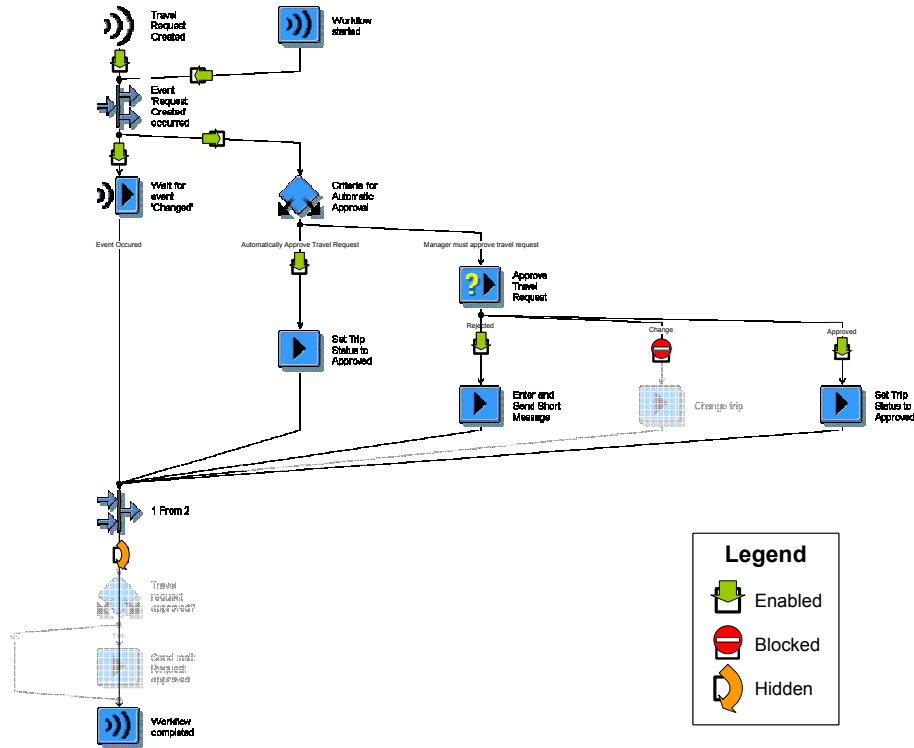 Travel
Request
Created
Workflow
started
Event
'Request
Created'
occurred
Wait for
event
'Changed'
Criteria for
Automatic
Approval
Event Occured
Automatically Approve Travel Request
Manager must approve travel request
Approve
Travel
Request
Rejected
Change
Approved
Set Trip
Status to
Approved
Enter and
Send Short
Message
Change trip
Set Trip
Status to
Approved
1 From 2
Travel
request
approved?
No
Yes
Send mail:
Request
approved
Workflow
completed
Legend
Enabled
Blocked
Hidden